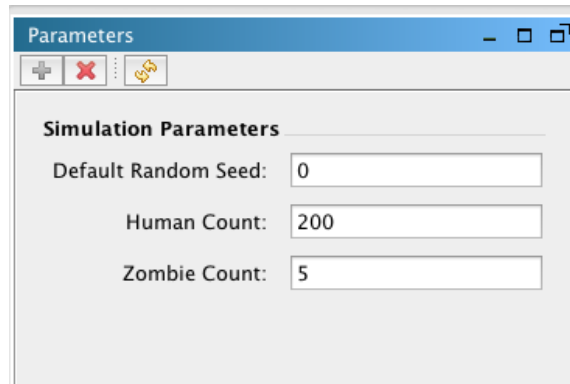 Parameters
Simulation Parameters
Default Random Seed: 0
Human Count: 200
Zombie Count: 5